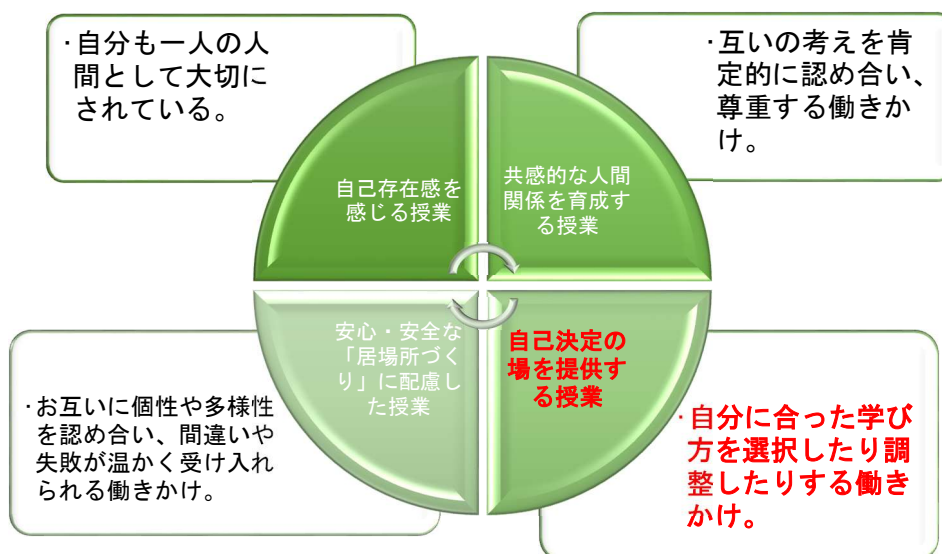 ・自分も一人の人
間として大切に
されている。
・互いの考えを肯
定的に認め合い、
尊重する働きか
け。
自己存在感を
感じる授業
共感的な人間
関係を育成す
る授業
安心・安全な
「居場所づく
り」に配慮し
た授業
自己決定の
場を提供す
る授業
・お互いに個性や多様性
を認め合い、間違いや
失敗が温かく受け入れ
られる働きかけ。
・自分に合った学び
方を選択したり調
整したりする働き
かけ。